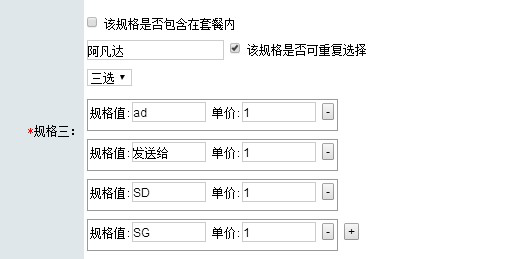 该规格是否包含在套餐内
阿凡达 该规格是否可重复选择
三选
规格值: ad 单价: 1 -
*规格三: 
规格值: 发送给 单价: 1 -
规格值: SD 单价: 1 -
规格值: SG 单价: 1 - +